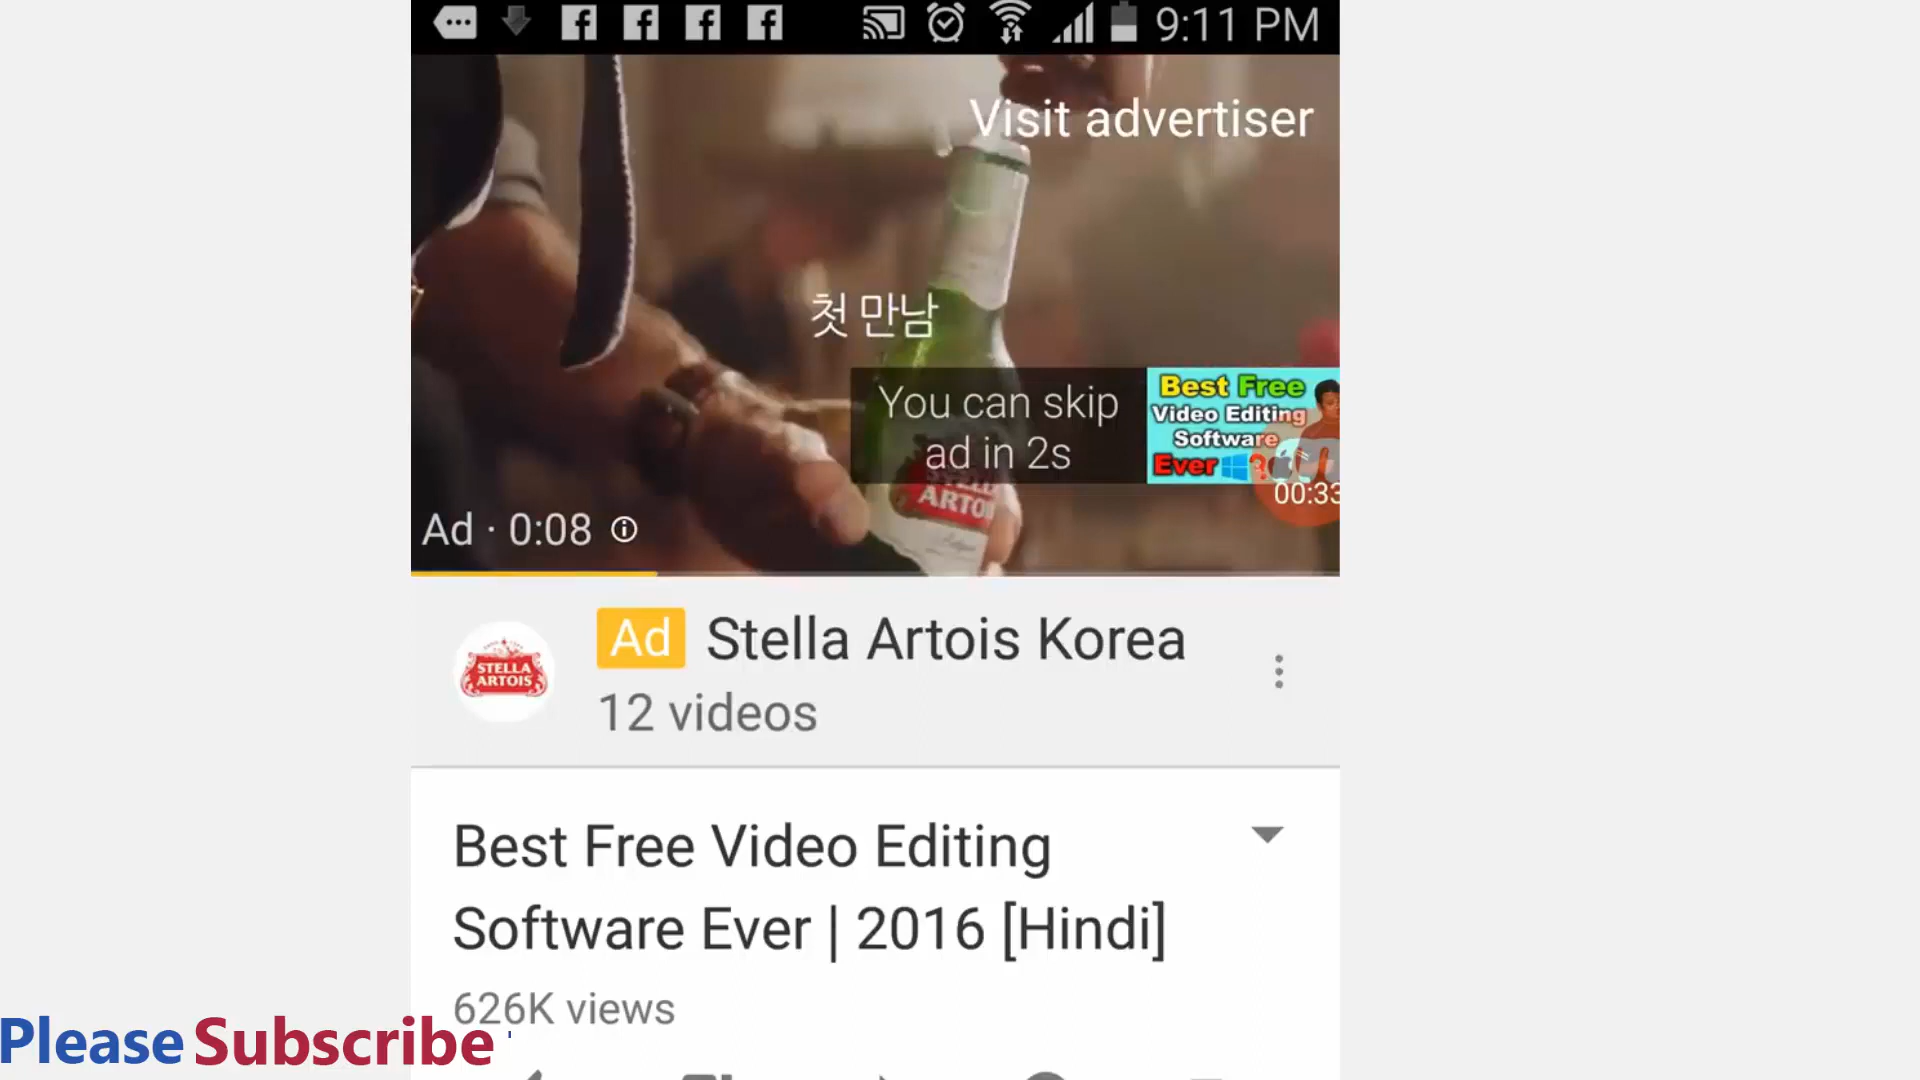 9:11 PM
Visit advertiser
첫 만남
You can skip
ad in 2s
Best Free
Video Editing
Software
Ever
00:33
STELLA
ARTOIS
Ad · 0:08
STELLA
ARTOIS
Ad Stella Artois Korea
12 videos
Best Free Video Editing
Software Ever | 2016 [Hindi]
626K views
Please Subscribe